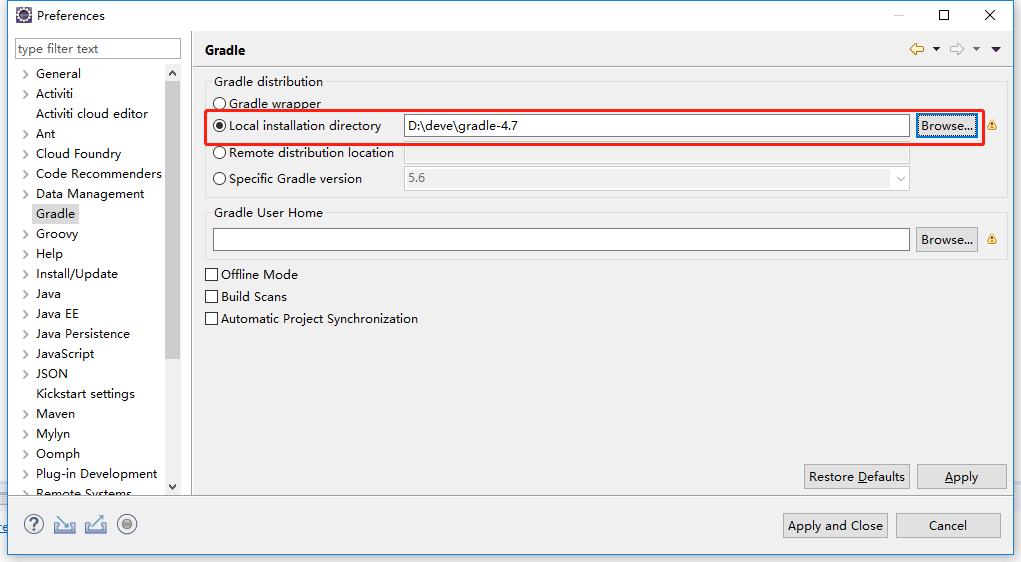 Preferences
type filter text
General
Activiti
Activiti cloud editor
Ant
Cloud Foundry
Code Recommenders
Data Management
Gradle
Groovy
Help
Install/Update
Java
Java EE
Java Persistence
JavaScript
JSON
Kickstart settings
Maven
Mylyn
Oomph
Plug-in Development
Remote Systems
Gradle
Gradle distribution
Gradle wrapper
Local installation directory D:\deve\gradle-4.7 Browse...
Remote distribution location
Specific Gradle version 5.6
Gradle User Home
Browse...
Offline Mode
Build Scans
Automatic Project Synchronization
Restore Defaults Apply
Apply and Close Cancel